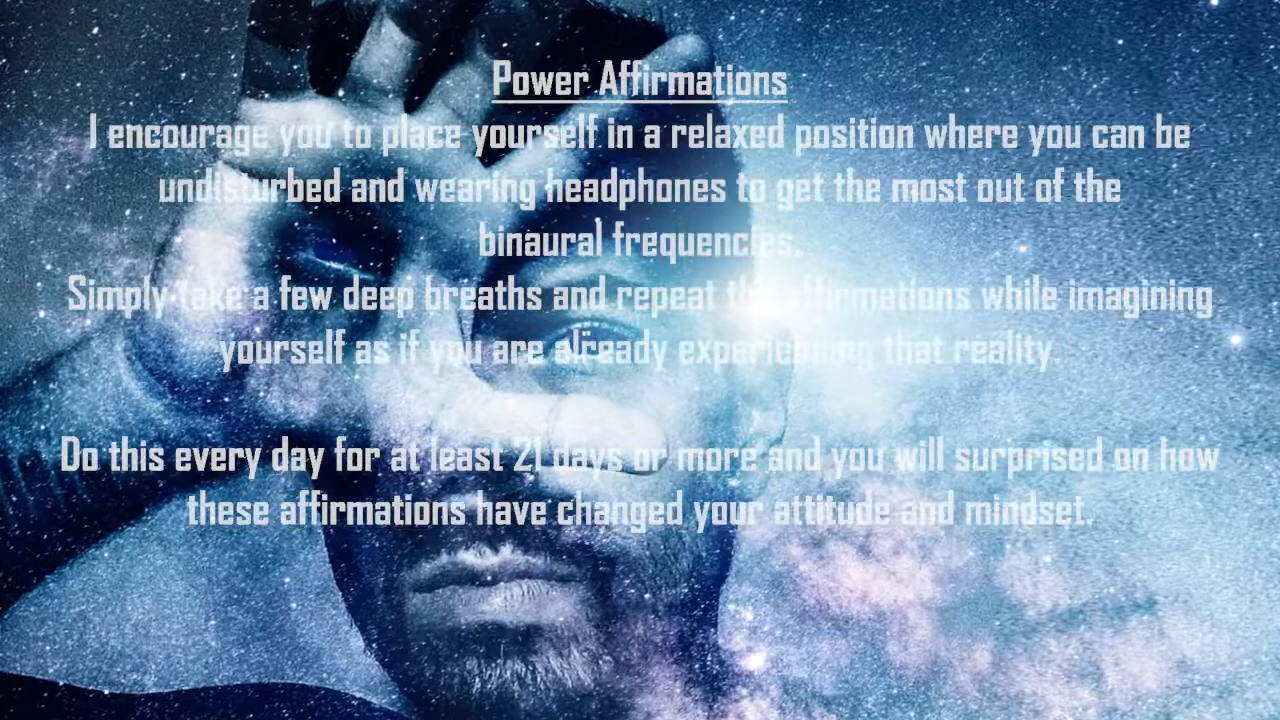 Power Affirmations
I encourage you to place yourself in a relaxed position where you can be
undisturbed and wearing headphones to get the most out of the
binaural frequencies.
Simply take a few deep breaths and repeat the affirmations while imagining
yourself as if you are already experiencing that reality.
Do this every day for at least 21 days or more and you will surprised on how
these affirmations have changed your attitude and mindset.